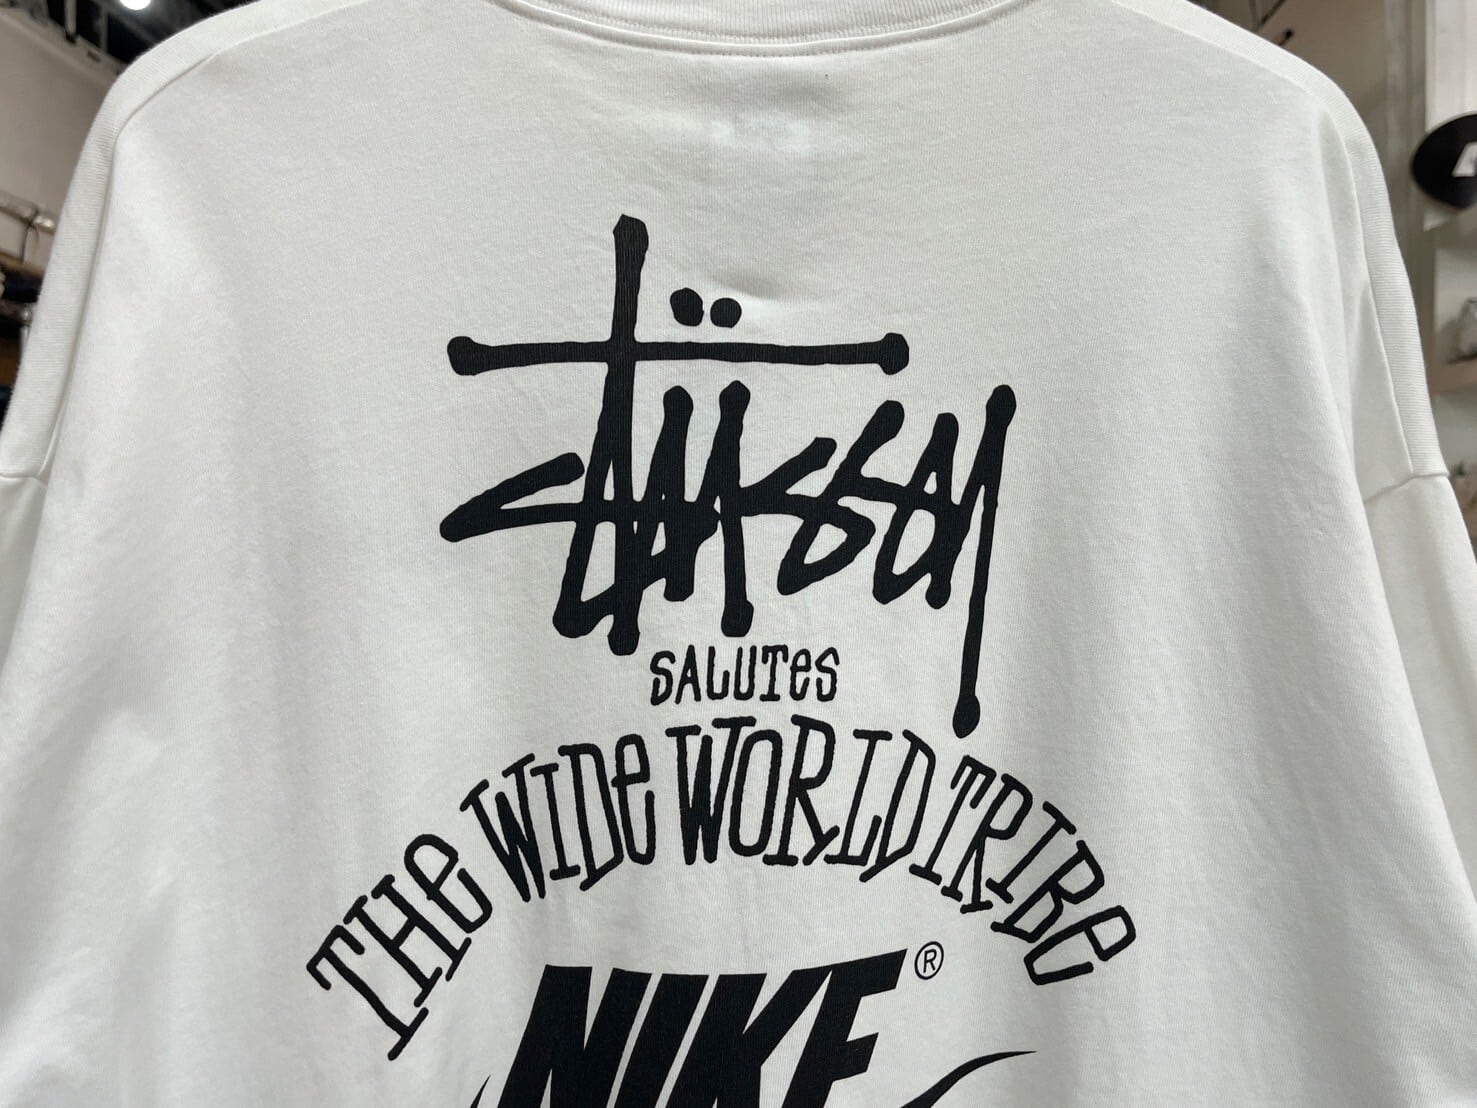 Stüssy
SALUTES
THE WIDE WORLD TRIBE
NIKE ®